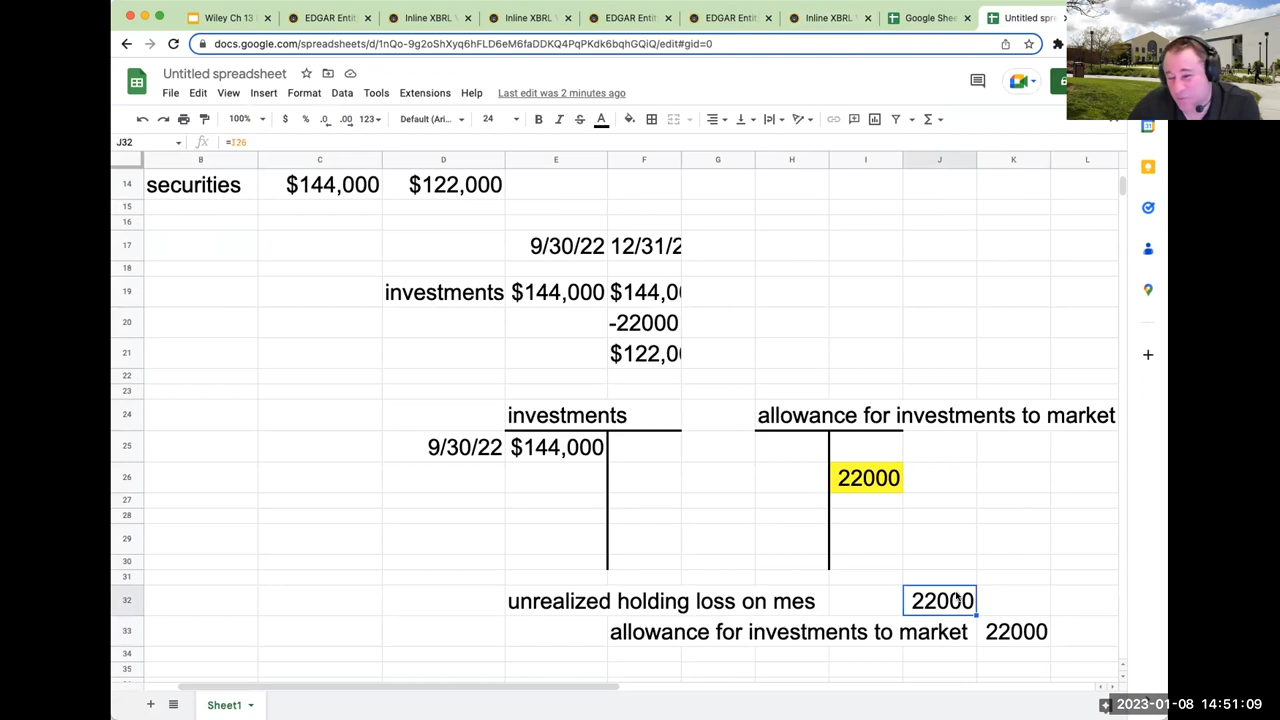 Wiley Ch 13
EDGAR Enti
Inline XBRL
Inline XBRL
EDGAR Enti
EDGAR Enti
Inline XBRL
Google She
Untitled spre
docs.google.com/spreadsheets/d/1nQo-9g2oShXyq6hFLD6eM6faDDKQ4PqPKdk6bqhGQiQ/edit#gid=0
Untitled spreadsheet
File Edit View Insert Format Data Tools Extensions Help Last edit was 2 minutes ago
100% $ % .0 .00 123 Default (Ari... 24 B I S A
J32 fx =I26
B C D E F G H I J K L
14 securities $144,000 $122,000
15
16
17 9/30/22 12/31/2
18
19 investments $144,000 $144,0
20 -22000
21 $122,0
22
23
24 investments allowance for investments to market
25 9/30/22 $144,000
26 22000
27
28
29
30
31
32 unrealized holding loss on mes 22000
33 allowance for investments to market 22000
34
35
Sheet1
2023-01-08 14:51:09